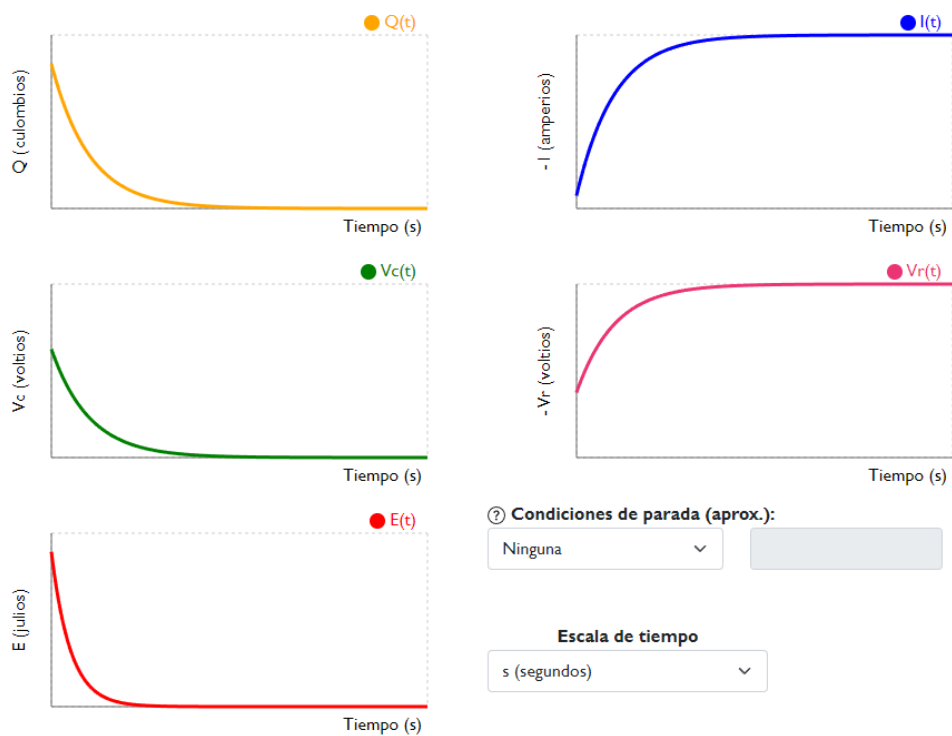 Q(t)
Q (culombios)
Tiempo (s)
I(t)
- I (amperios)
Tiempo (s)
Vc(t)
Vc (voltios)
Tiempo (s)
Vr(t)
- Vr (voltios)
Tiempo (s)
E(t)
E (julios)
Tiempo (s)
? Condiciones de parada (aprox.):
Ninguna
Escala de tiempo
s (segundos)